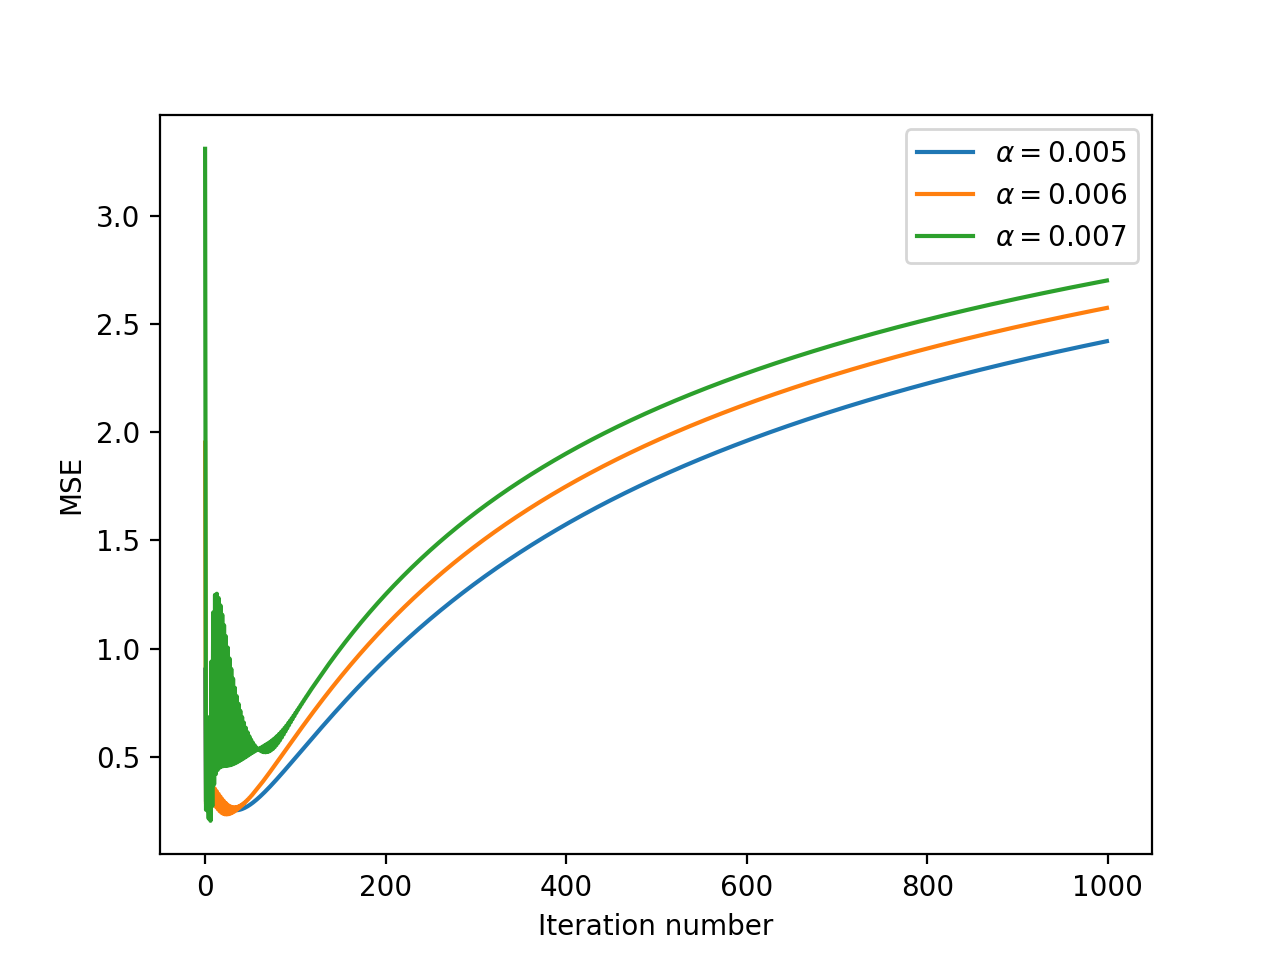 α = 0.005
α = 0.006
α = 0.007
3.0
2.5
2.0
1.5
1.0
0.5
MSE
0 200 400 600 800 1000
Iteration number